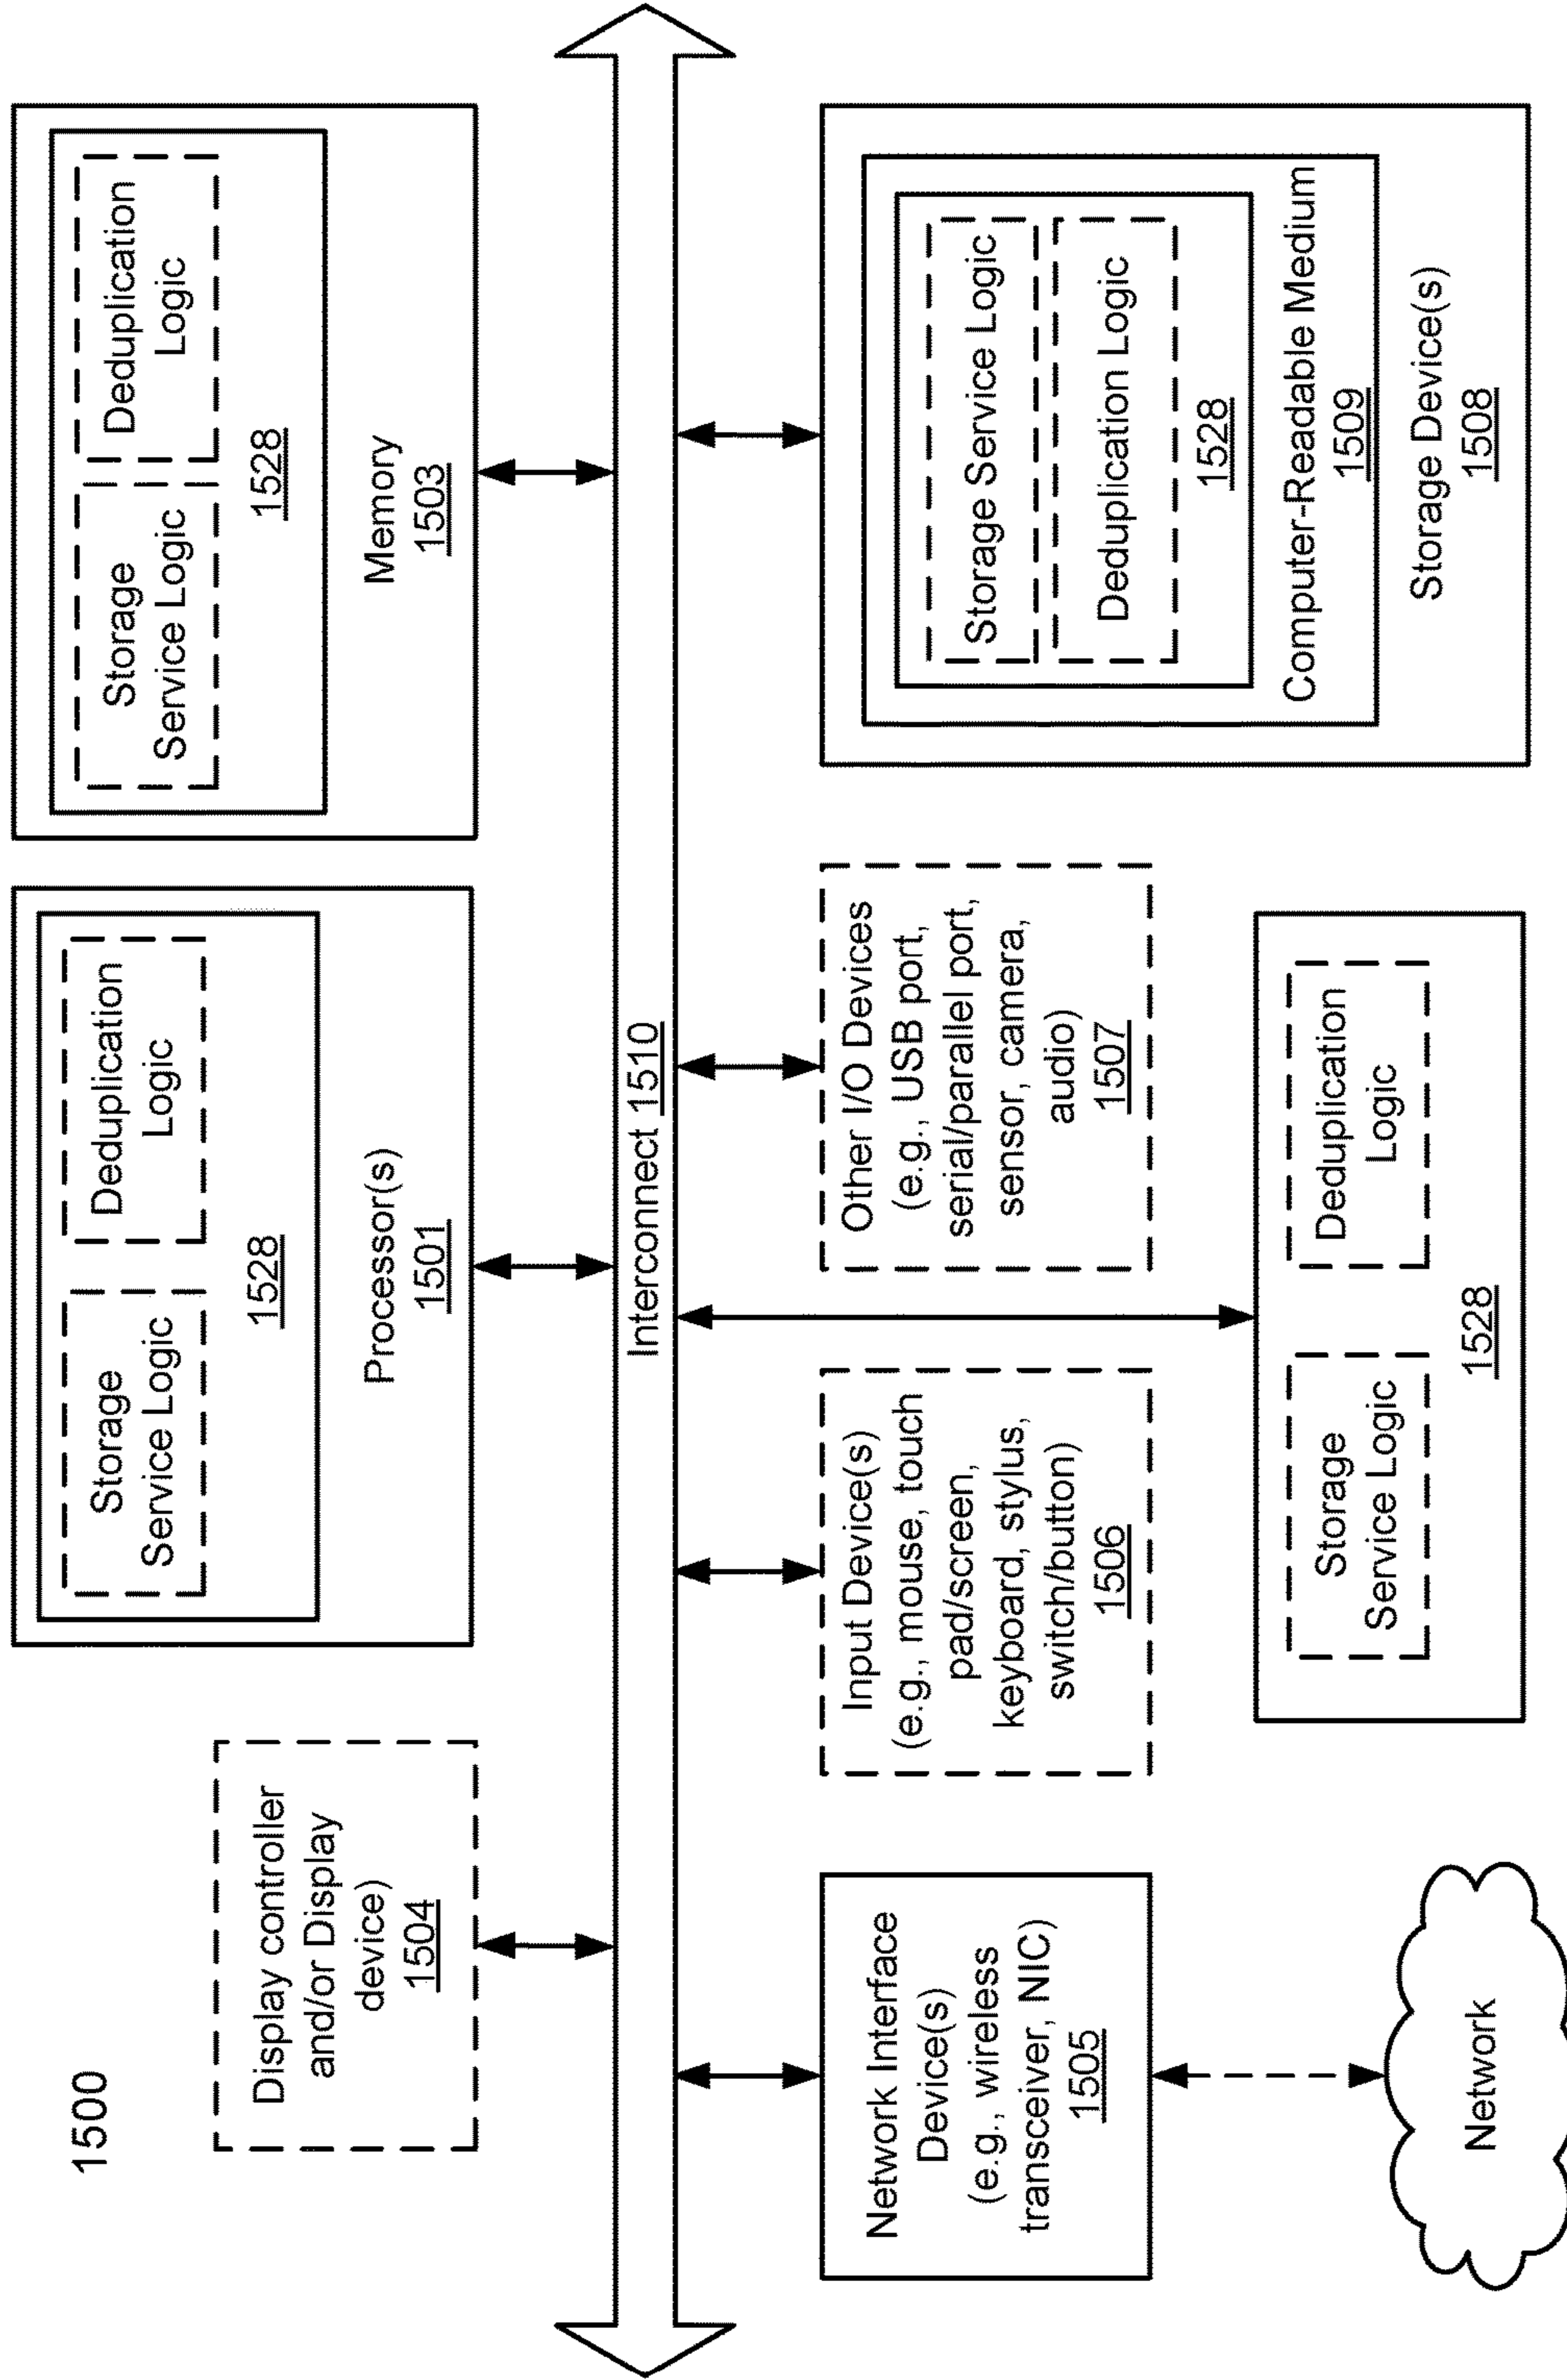 1500
Display controller
and/or Display
device)
1504
Storage
Service Logic
Deduplication
Logic
1528
Processor(s)
1501
Storage
Service Logic
Deduplication
Logic
1528
Memory
1503
Interconnect 1510
Network Interface
Device(s)
(e.g., wireless
transceiver, NIC)
1505
Input Device(s)
(e.g., mouse, touch
pad/screen,
keyboard, stylus,
switch/button)
1506
Other I/O Devices
(e.g., USB port,
serial/parallel port,
sensor, camera,
audio)
1507
Storage Service Logic
Deduplication Logic
1528
Computer-Readable Medium
1509
Storage Device(s)
1508
Network
Storage
Service Logic
Deduplication
Logic
1528